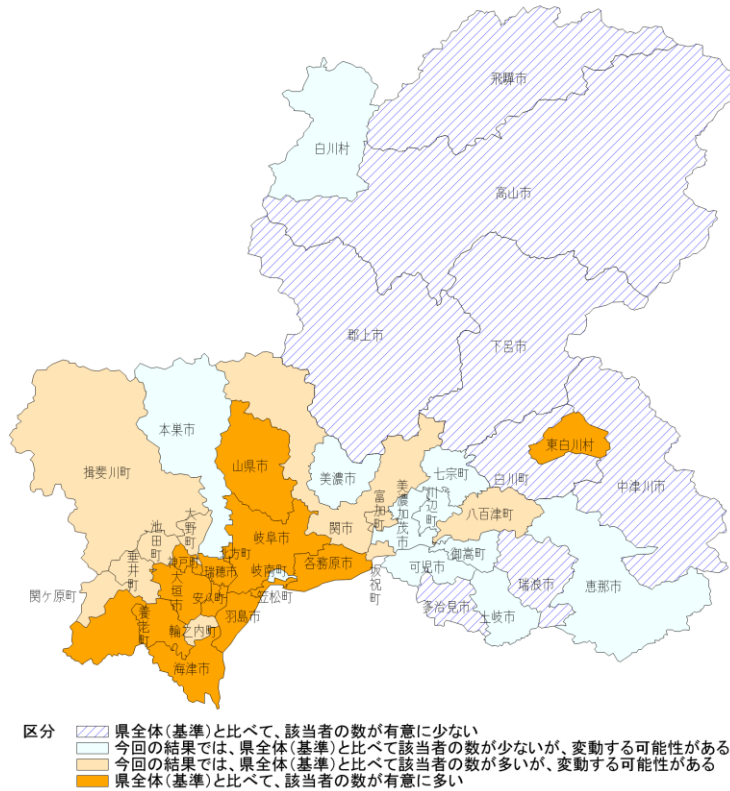 飛騨市
白川村
高山市
郡上市
下呂市
本巣市
東白川村
揖斐川町
山県市
美濃市
七宗町
白川町
中津川市
富加町
美濃加茂市
川辺町
八百津町
大野町
池田町
関市
岐阜市
北方町
御嵩町
垂井町
神戸町
瑞穂市
岐南町
各務原市
坂祝町
可児市
瑞浪市
恵那市
関ケ原町
大垣市
安八町
笠松町
多治見市
土岐市
養老町
輪之内町
羽島市
海津市
区分
県全体(基準)と比べて、該当者の数が有意に少ない
今回の結果では、県全体(基準)と比べて該当者の数が少ないが、変動する可能性がある
今回の結果では、県全体(基準)と比べて該当者の数が多いが、変動する可能性がある
県全体(基準)と比べて、該当者の数が有意に多い